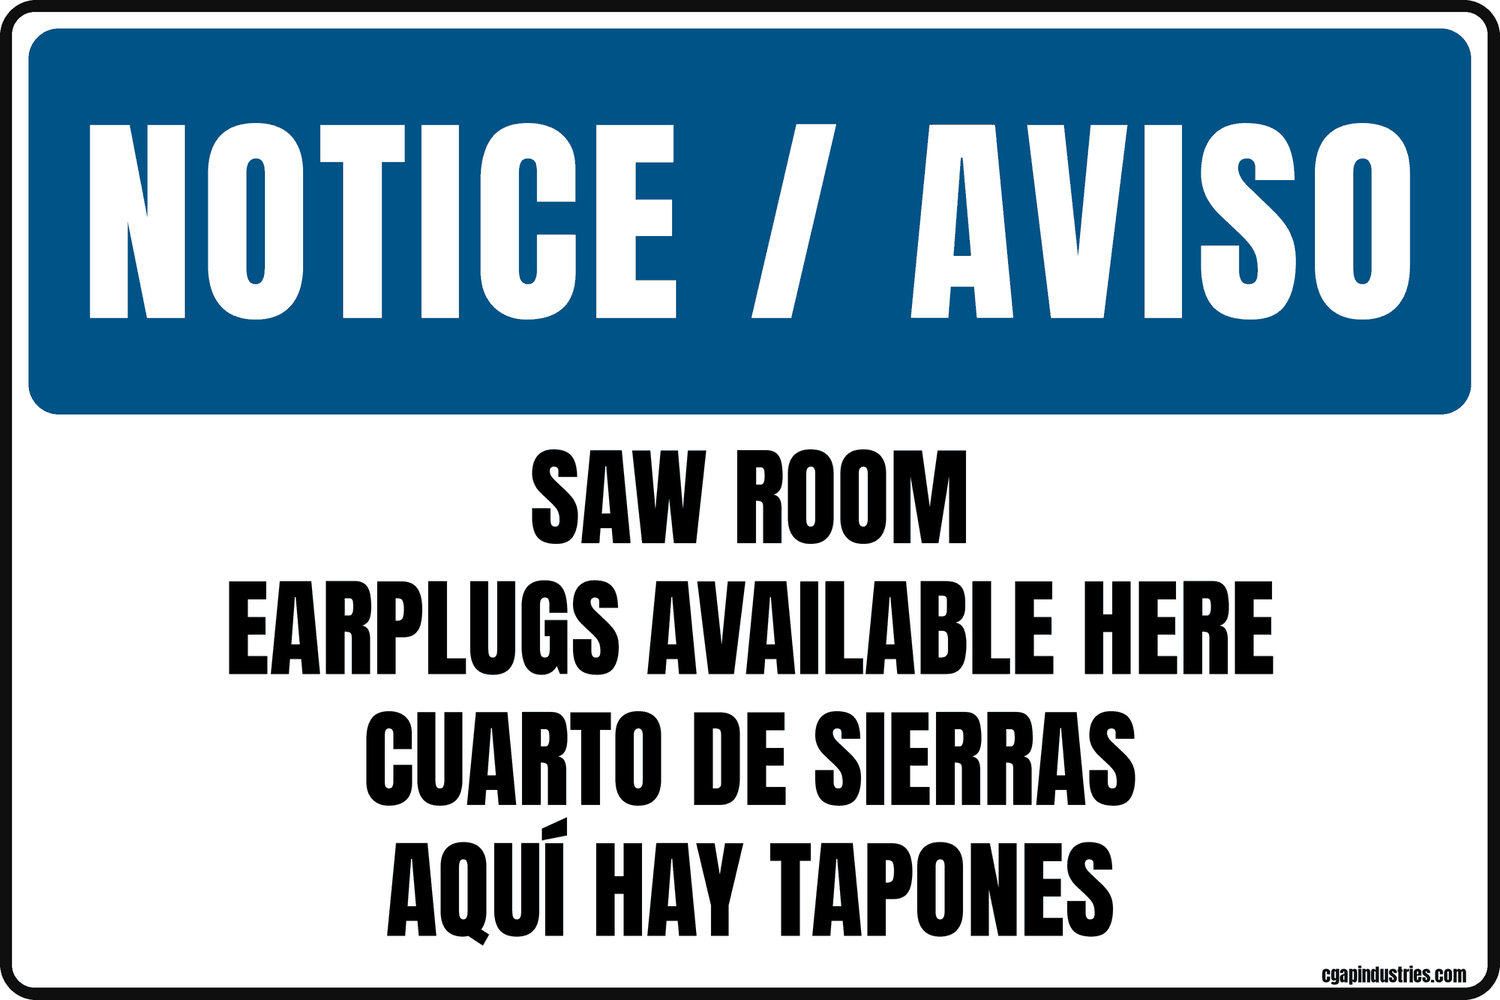 NOTICE / AVISO
SAW ROOM
EARPLUGS AVAILABLE HERE
CUARTO DE SIERRAS
AQUÍ HAY TAPONES
cgapindustries.com